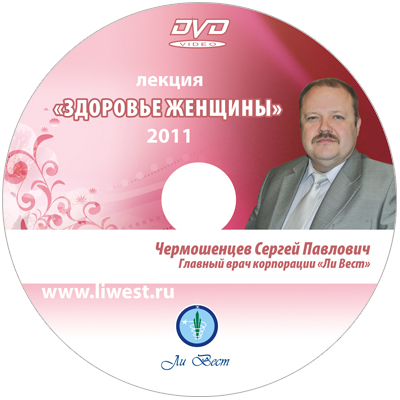 DVD
VIDEO
лекция
«ЗДОРОВЬЕ ЖЕНЩИНЫ»
2011
Чермошенцев Сергей Павлович
Главный врач корпорации «Ли Вест»
www.liwest.ru
Ли Вест